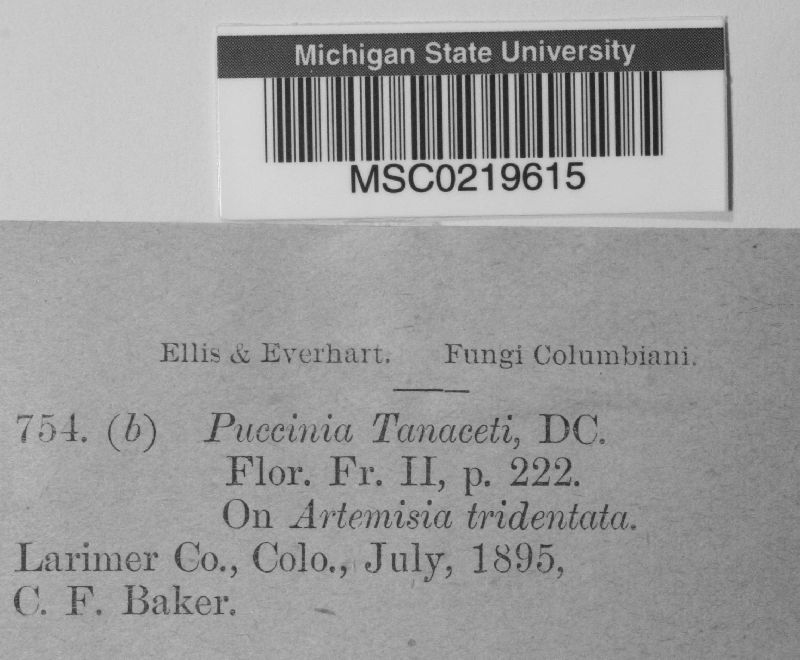 Michigan State University
MSC0219615
Ellis & Everhart. Fungi Columbiani.
754. (b) Puccinia Tanaceti, DC.
Flor. Fr. II, p. 222.
On Artemisia tridentata.
Larimer Co., Colo., July, 1895,
C. F. Baker.